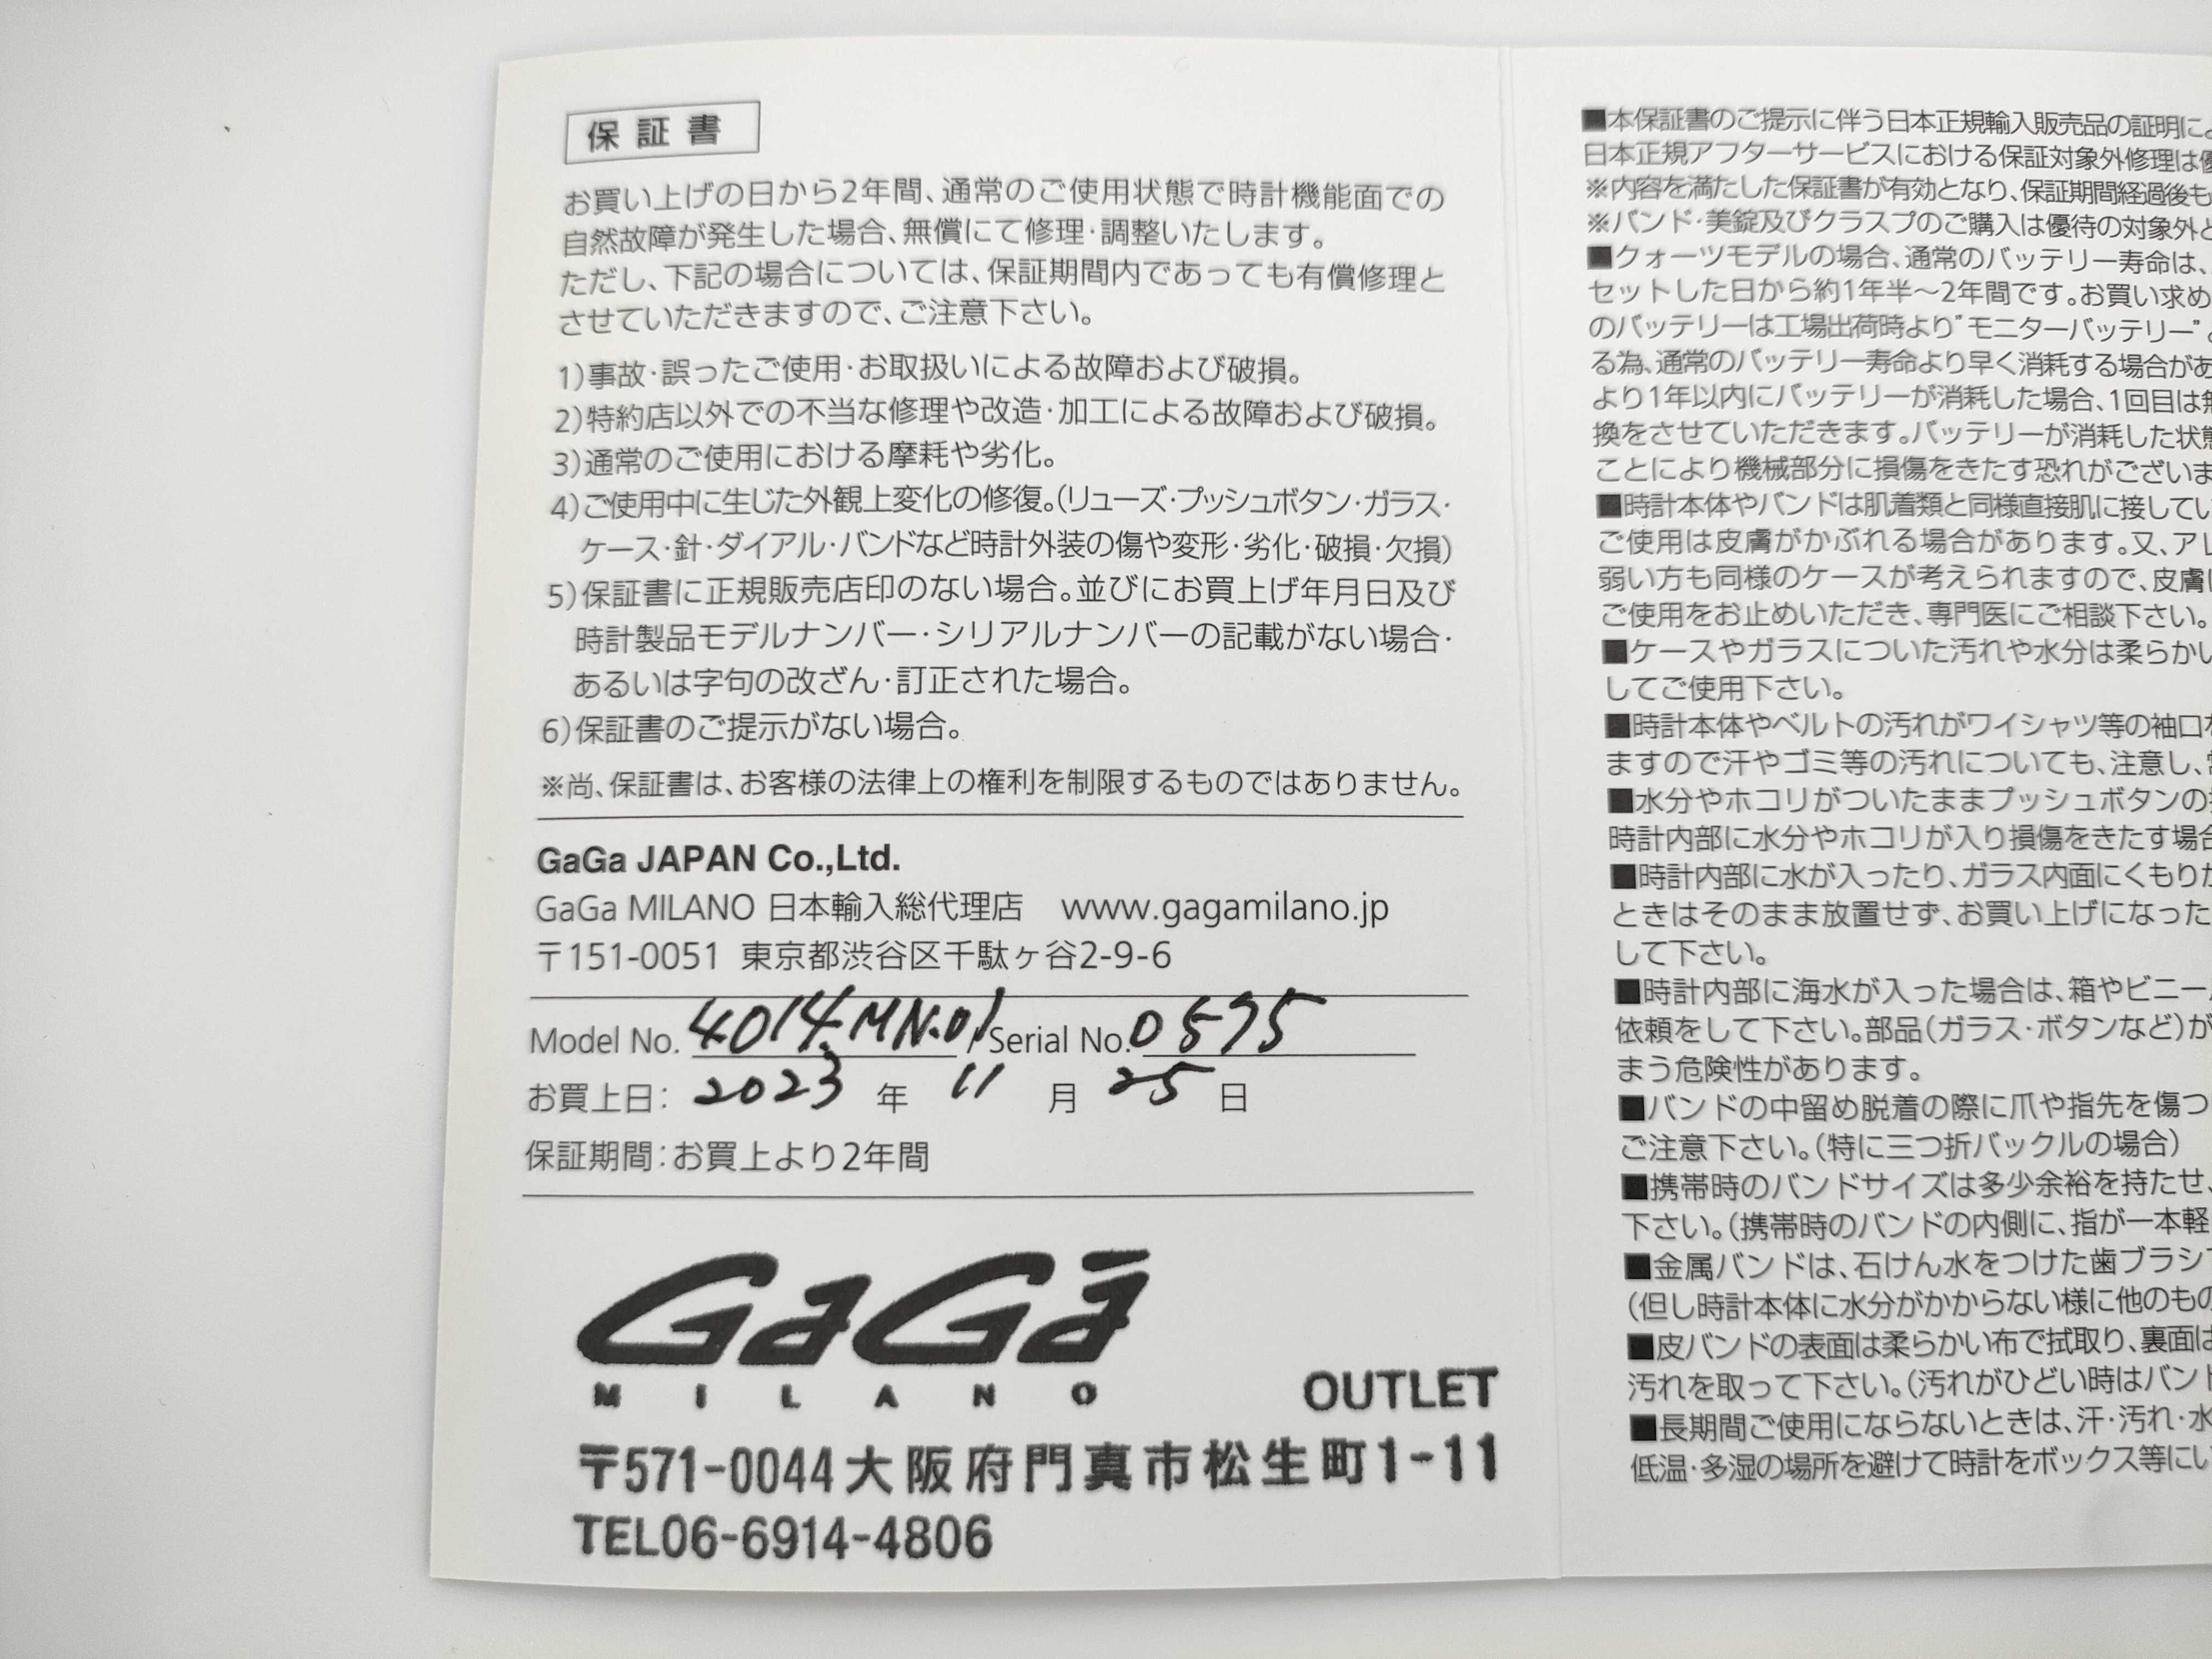 保証書
お買い上げの日から2年間、通常のご使用状態で時計機能面での
自然故障が発生した場合、無償にて修理･調整いたします。
ただし、下記の場合については、保証期間内であっても有償修理と
させていただきますので、ご注意下さい。
1)事故･誤ったご使用･お取扱いによる故障および破損。
2)特約店以外での不当な修理や改造･加工による故障および破損。
3)通常のご使用における摩耗や劣化。
4)ご使用中に生じた外観上変化の修復。(リューズ･プッシュボタン･ガラス･
ケース･針･ダイアル･バンドなど時計外装の傷や変形･劣化･破損･欠損)
5)保証書に正規販売店印のない場合。並びにお買上げ年月日及び
時計製品モデルナンバー･シリアルナンバーの記載がない場合･
あるいは字句の改ざん･訂正された場合。
6)保証書のご提示がない場合。
※尚、保証書は、お客様の法律上の権利を制限するものではありません。
GaGa JAPAN Co.,Ltd.
GaGa MILANO 日本輸入総代理店 www.gagamilano.jp
〒151-0051 東京都渋谷区千駄ヶ谷2-9-6
Model No. 4014.MN.01 / Serial No. 0575
お買上日: 2023 年 11 月 25 日
保証期間:お買上より2年間
GaGà
MILANO OUTLET
〒571-0044大阪府門真市松生町1-11
TEL06-6914-4806
■本保証書のご提示に伴う日本正規輸入販売品の証明に
日本正規アフターサービスにおける保証対象外修理は
※内容を満たした保証書が有効となり、保証期間経過後も
※バンド･美錠及びクラスプのご購入は優待の対象外と
■クォーツモデルの場合、通常のバッテリー寿命は、
セットした日から約1年半～2年間です。お買い求め
のバッテリーは工場出荷時より"モニターバッテリー"
る為、通常のバッテリー寿命より早く消耗する場合があ
より1年以内にバッテリーが消耗した場合、1回目は無
換をさせていただきます。バッテリーが消耗した状態
ことにより機械部分に損傷をきたす恐れがございま
■時計本体やバンドは肌着類と同様直接肌に接してい
ご使用は皮膚がかぶれる場合があります。又、アレ
弱い方も同様のケースが考えられますので、皮膚に
ご使用をお止めいただき、専門医にご相談下さい。
■ケースやガラスについた汚れや水分は柔らかい
してご使用下さい。
■時計本体やベルトの汚れがワイシャツ等の袖口を
ますので汗やゴミ等の汚れについても、注意し、常
■水分やホコリがついたままプッシュボタンの
時計内部に水分やホコリが入り損傷をきたす場合
■時計内部に水が入ったり、ガラス内面にくもりが
ときはそのまま放置せず、お買い上げになった
して下さい。
■時計内部に海水が入った場合は、箱やビニール
依頼をして下さい。部品(ガラス･ボタンなど)が
まう危険性があります。
■バンドの中留め脱着の際に爪や指先を傷つ
ご注意下さい。(特に三つ折バックルの場合)
■携帯時のバンドサイズは多少余裕を持たせ、
下さい。(携帯時のバンドの内側に、指が一本軽
■金属バンドは、石けん水をつけた歯ブラシ
(但し時計本体に水分がかからない様に他のもの
■皮バンドの表面は柔らかい布で拭取り、裏面は
汚れを取って下さい。(汚れがひどい時はバンド
■長期間ご使用にならないときは、汗･汚れ･水
低温･多湿の場所を避けて時計をボックス等にい